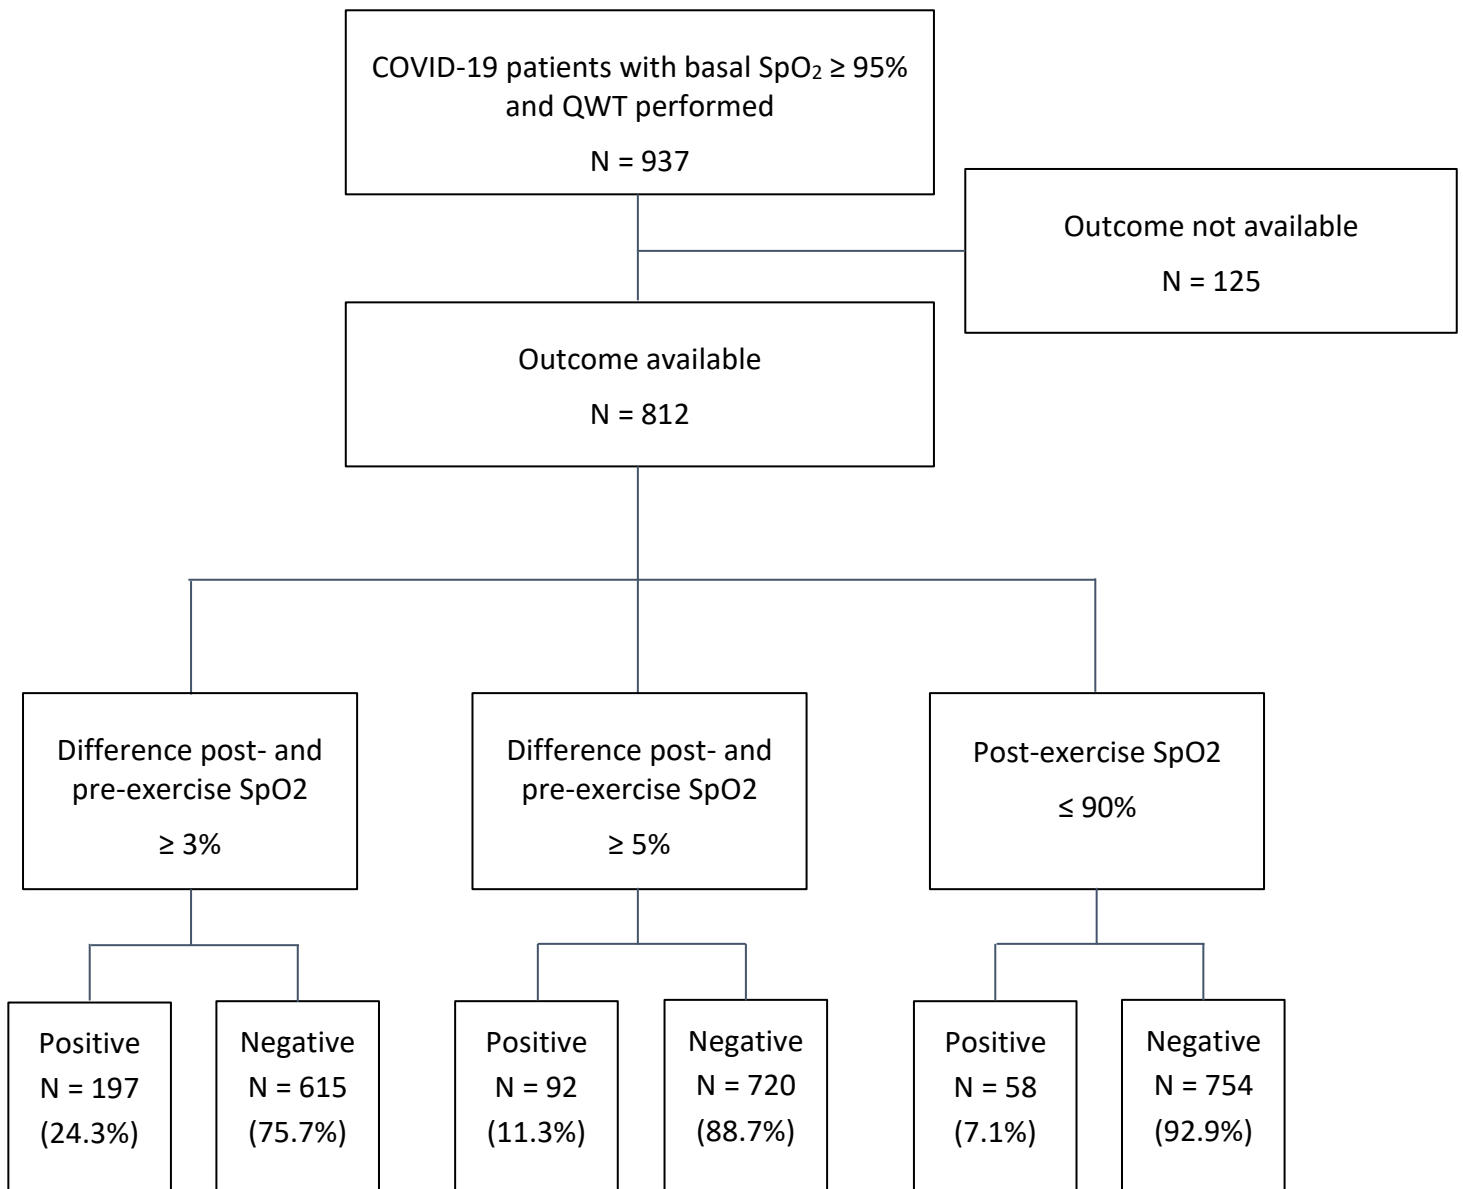 COVID-19 patients with basal SpO₂ ≥ 95%
and QWT performed
N = 937
Outcome not available
N = 125
Outcome available
N = 812
Difference post- and
pre-exercise SpO2
≥ 3%
Difference post- and
pre-exercise SpO2
≥ 5%
Post-exercise SpO2
≤ 90%
Positive
N = 197
(24.3%)
Negative
N = 615
(75.7%)
Positive
N = 92
(11.3%)
Negative
N = 720
(88.7%)
Positive
N = 58
(7.1%)
Negative
N = 754
(92.9%)